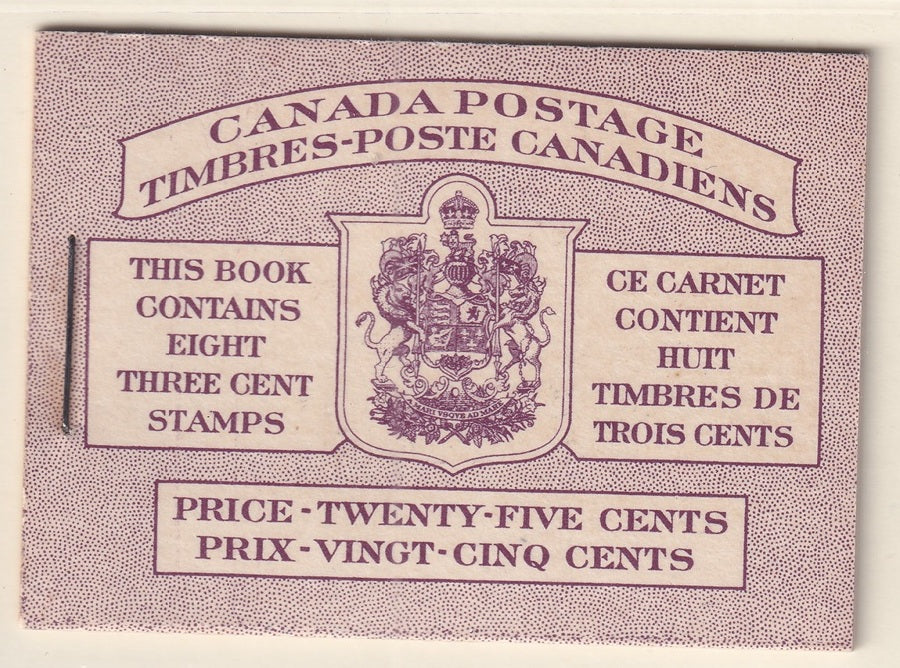 CANADA POSTAGE
TIMBRES-POSTE CANADIENS
THIS BOOK
CONTAINS
EIGHT
THREE CENT
STAMPS
CE CARNET
CONTIENT
HUIT
TIMBRES DE
TROIS CENTS
PRICE - TWENTY-FIVE CENTS
PRIX - VINGT - CINQ CENTS